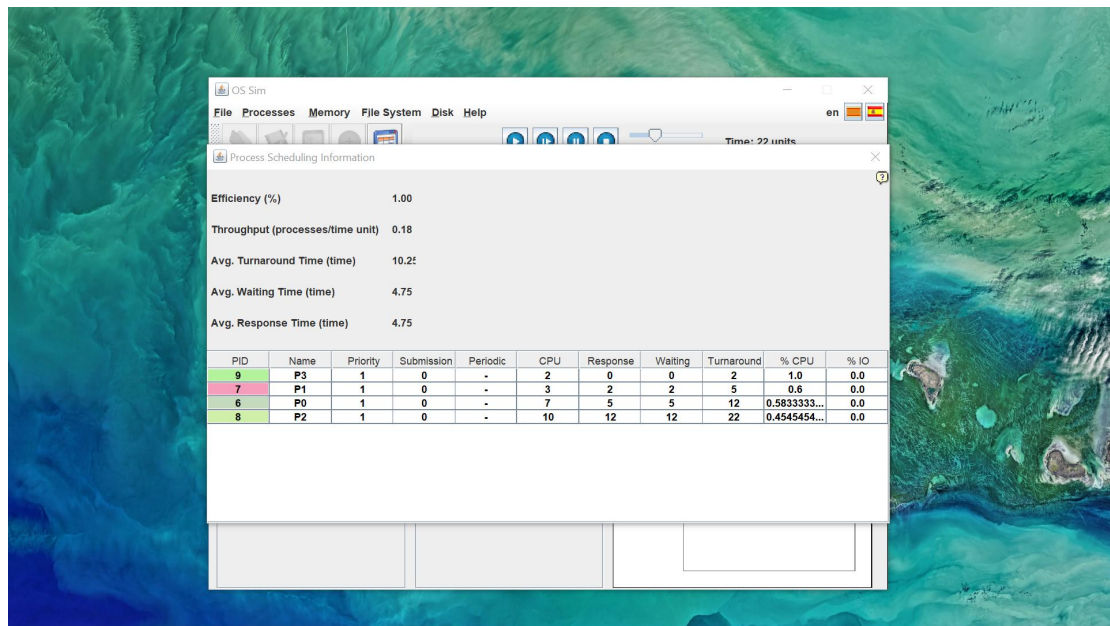 OS Sim
File Processes Memory File System Disk Help en
Time: 22 units
Process Scheduling Information
?
Efficiency (%) 1.00
Throughput (processes/time unit) 0.18
Avg. Turnaround Time (time) 10.25
Avg. Waiting Time (time) 4.75
Avg. Response Time (time) 4.75
PID Name Priority Submission Periodic CPU Response Waiting Turnaround % CPU % IO
9 P3 1 0 - 2 0 0 2 1.0 0.0
7 P1 1 0 - 3 2 2 5 0.6 0.0
6 P0 1 0 - 7 5 5 12 0.5833333... 0.0
8 P2 1 0 - 10 12 12 22 0.4545454... 0.0